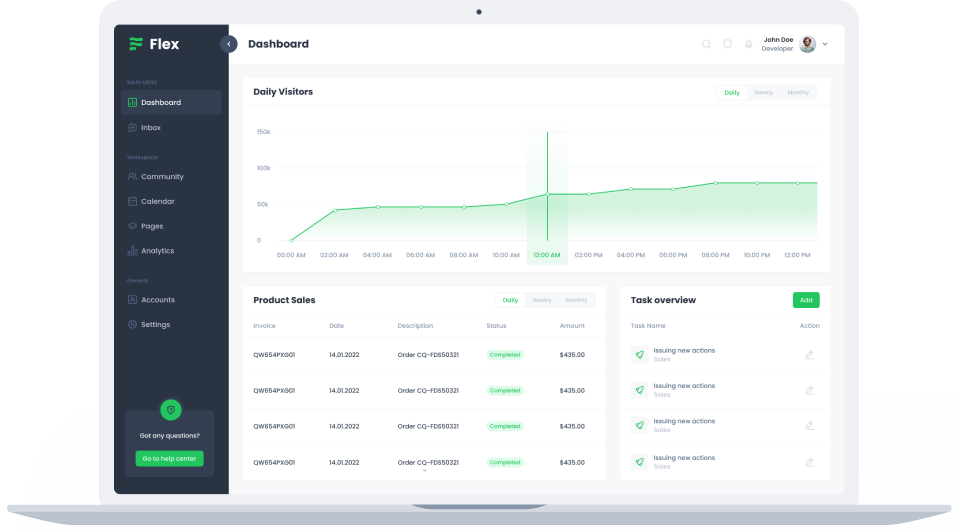 Flex
Dashboard
John Doe
Developer
MAIN MENU
Dashboard
Inbox
Workspace
Community
Calendar
Pages
Analytics
General
Accounts
Settings
Got any questions?
Go to help center
Daily Visitors
Daily Weekly Monthly
150k
100k
50k
0
00:00 AM 02:00 AM 04:00 AM 06:00 AM 08:00 AM 10:00 AM 12:00 AM 02:00 PM 04:00 PM 06:00 PM 08:00 PM 10:00 PM 12:00 PM
Product Sales
Daily Weekly Monthly
Invoice Date Description Status Amount
QW654PXG01 14.01.2022 Order CQ-FDS50321 Completed $435.00
QW654PXG01 14.01.2022 Order CQ-FDS50321 Completed $435.00
QW654PXG01 14.01.2022 Order CQ-FDS50321 Completed $435.00
QW654PXG01 14.01.2022 Order CQ-FDS50321 Completed $435.00
Task overview
Add
Task Name Action
Issuing new actions
Sales
Issuing new actions
Sales
Issuing new actions
Sales
Issuing new actions
Sales